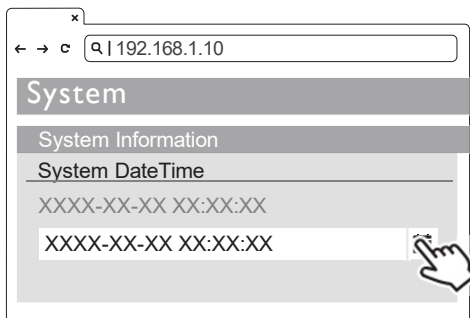 192.168.1.10
System
System Information
System DateTime
XXXX-XX-XX XX:XX:XX
XXXX-XX-XX XX:XX:XX